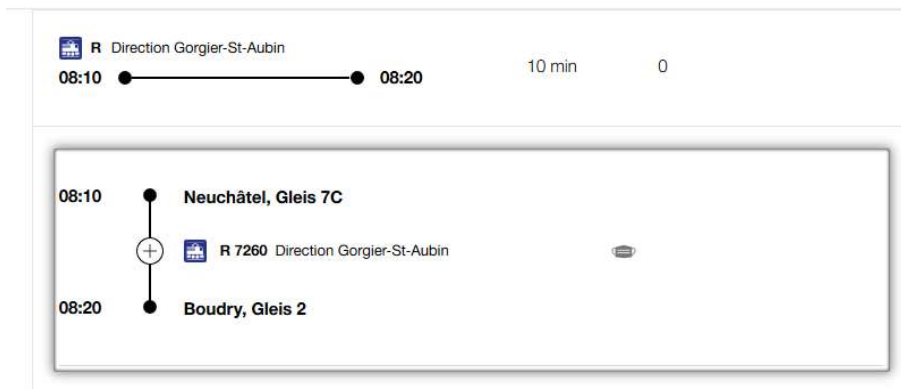 R Direction Gorgier-St-Aubin
08:10 08:20 10 min 0
08:10 Neuchâtel, Gleis 7C
R 7260 Direction Gorgier-St-Aubin
08:20 Boudry, Gleis 2